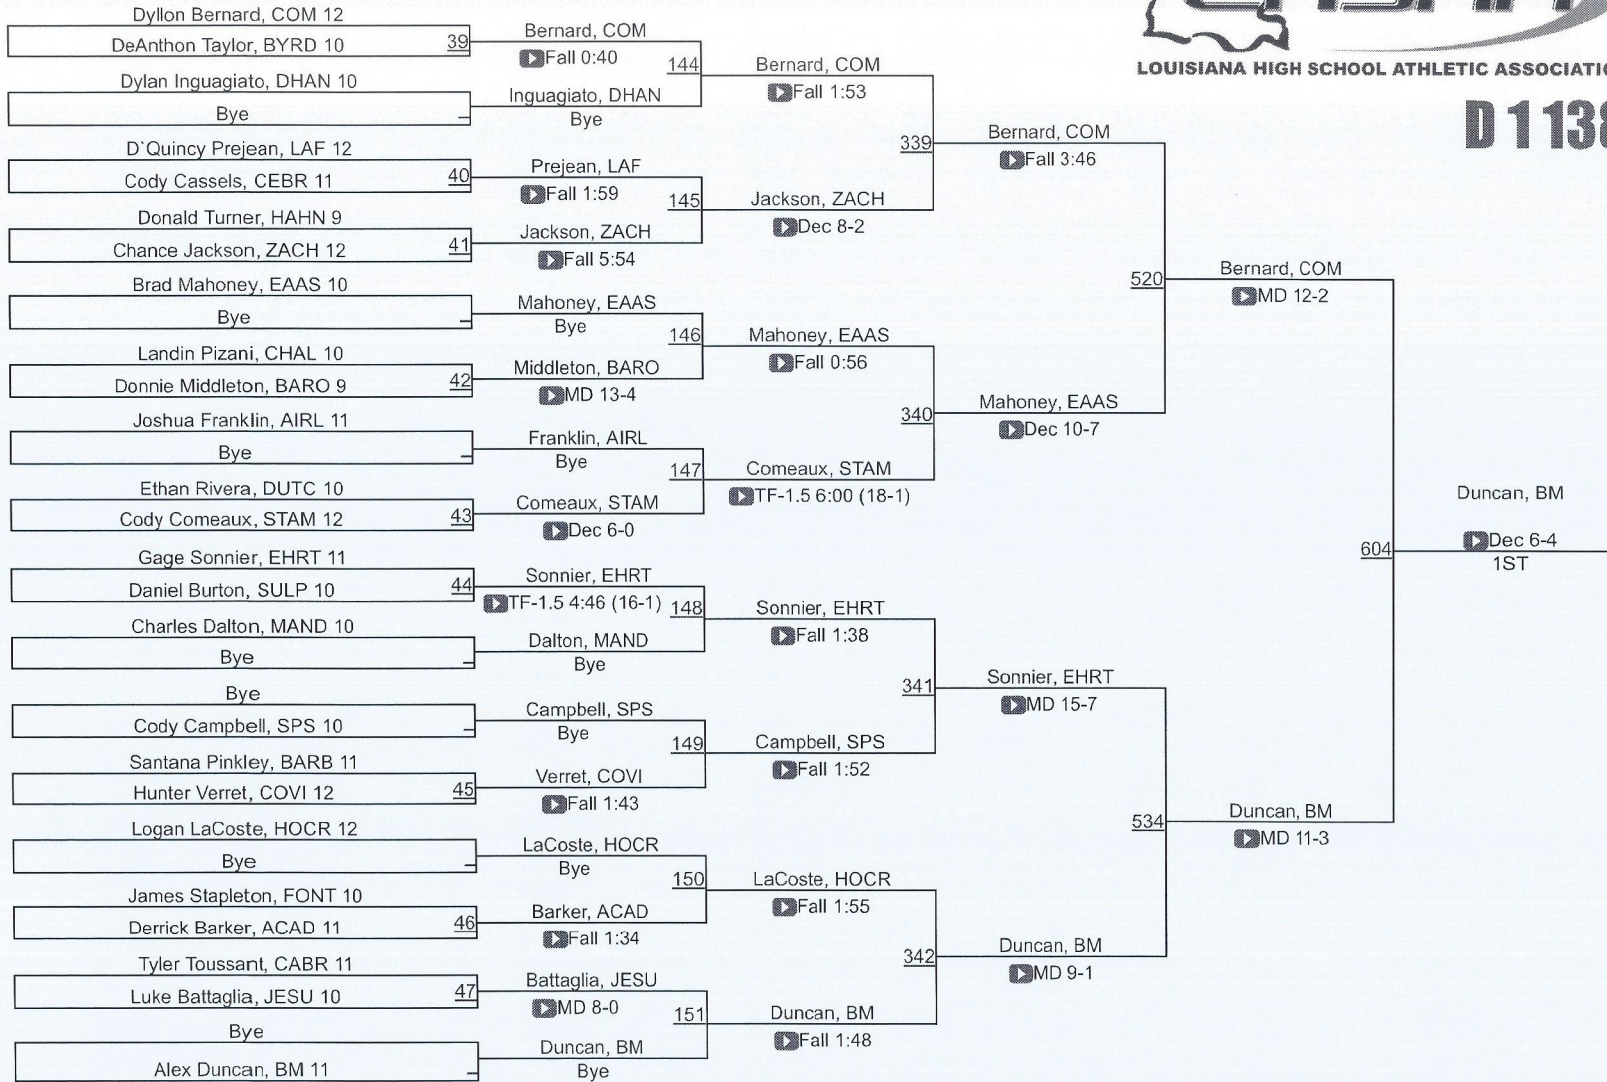 LOUISIANA HIGH SCHOOL ATHLETIC ASSOCIATIO
D 1 138
Dyllon Bernard, COM 12
DeAnthon Taylor, BYRD 10
39
Dylan Inguagiato, DHAN 10
Bye
D`Quincy Prejean, LAF 12
Cody Cassels, CEBR 11
40
Donald Turner, HAHN 9
Chance Jackson, ZACH 12
41
Brad Mahoney, EAAS 10
Bye
Landin Pizani, CHAL 10
Donnie Middleton, BARO 9
42
Joshua Franklin, AIRL 11
Bye
Ethan Rivera, DUTC 10
Cody Comeaux, STAM 12
43
Gage Sonnier, EHRT 11
Daniel Burton, SULP 10
44
Charles Dalton, MAND 10
Bye
Bye
Cody Campbell, SPS 10
Santana Pinkley, BARB 11
Hunter Verret, COVI 12
45
Logan LaCoste, HOCR 12
Bye
James Stapleton, FONT 10
Derrick Barker, ACAD 11
46
Tyler Toussant, CABR 11
Luke Battaglia, JESU 10
47
Bye
Alex Duncan, BM 11
Bernard, COM
Fall 0:40
144
Inguagiato, DHAN
Bye
Prejean, LAF
Fall 1:59
145
Jackson, ZACH
Fall 5:54
Mahoney, EAAS
Bye
146
Middleton, BARO
MD 13-4
Franklin, AIRL
Bye
147
Comeaux, STAM
Dec 6-0
Sonnier, EHRT
TF-1.5 4:46 (16-1)
148
Dalton, MAND
Bye
Campbell, SPS
Bye
149
Verret, COVI
Fall 1:43
LaCoste, HOCR
Bye
150
Barker, ACAD
Fall 1:34
Battaglia, JESU
MD 8-0
151
Duncan, BM
Bye
Bernard, COM
Fall 1:53
339
Jackson, ZACH
Dec 8-2
Mahoney, EAAS
Fall 0:56
340
Comeaux, STAM
TF-1.5 6:00 (18-1)
Sonnier, EHRT
Fall 1:38
341
Campbell, SPS
Fall 1:52
LaCoste, HOCR
Fall 1:55
342
Duncan, BM
Fall 1:48
Bernard, COM
Fall 3:46
520
Mahoney, EAAS
Dec 10-7
Sonnier, EHRT
MD 15-7
534
Duncan, BM
MD 9-1
Bernard, COM
MD 12-2
604
Duncan, BM
MD 11-3
Duncan, BM
Dec 6-4
1ST